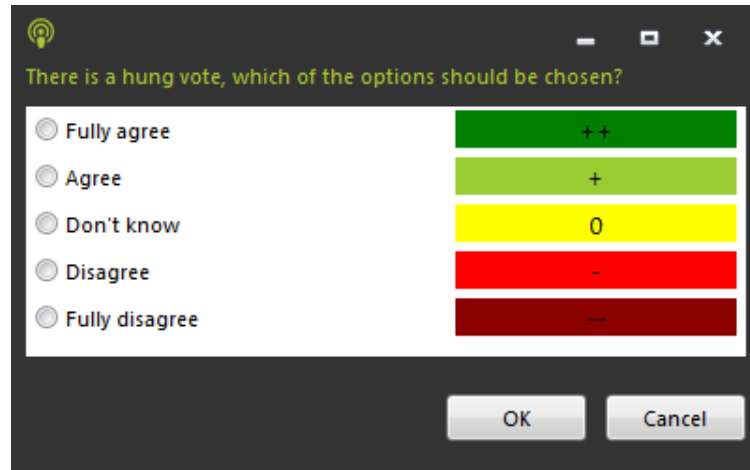 There is a hung vote, which of the options should be chosen?
Fully agree ++
Agree +
Don't know 0
Disagree -
Fully disagree --
OK Cancel